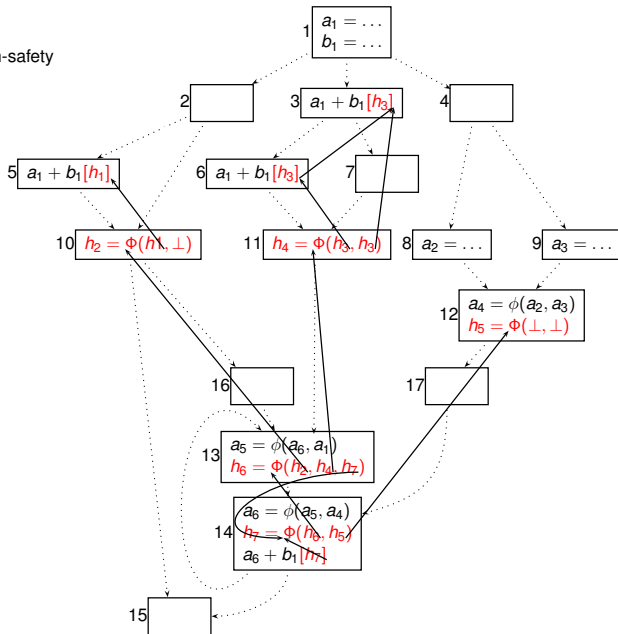 1 a₁ = …
b₁ = …
-safety
2
3 a₁ + b₁[h₃]
4
5 a₁ + b₁[h₁]
6 a₁ + b₁[h₃]
7
10 h₂ = Φ(h1, ⊥)
11 h₄ = Φ(h₃, h₃)
8 a₂ = …
9 a₃ = …
12 a₄ = ϕ(a₂, a₃)
h₅ = Φ(⊥, ⊥)
16
17
13 a₅ = ϕ(a₆, a₁)
h₆ = Φ(h₂, h₄, h₇)
14 a₆ = ϕ(a₅, a₄)
h₇ = Φ(h₆, h₅)
a₆ + b₁[h₇]
15